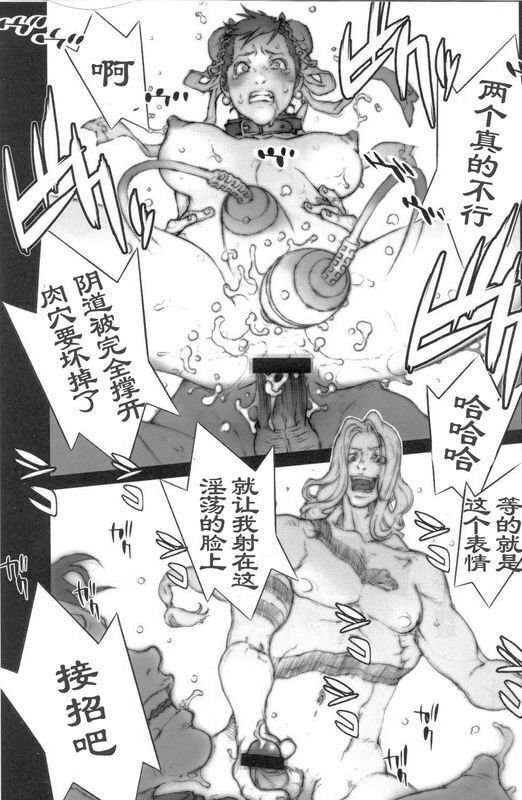 两个真的不行
啊
阴道被完全撑开
肉穴要坏掉了
哈哈哈
等的就是
这个表情
就让我射在这
淫荡的脸上
接招吧